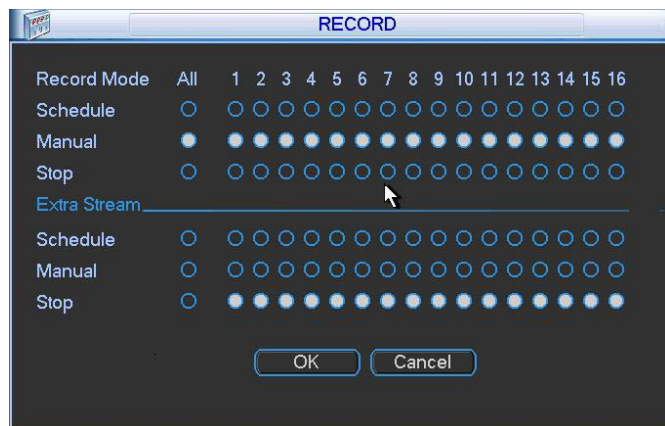 RECORD
Record Mode All 1 2 3 4 5 6 7 8 9 10 11 12 13 14 15 16
Schedule
Manual
Stop
Extra Stream
Schedule
Manual
Stop
OK Cancel